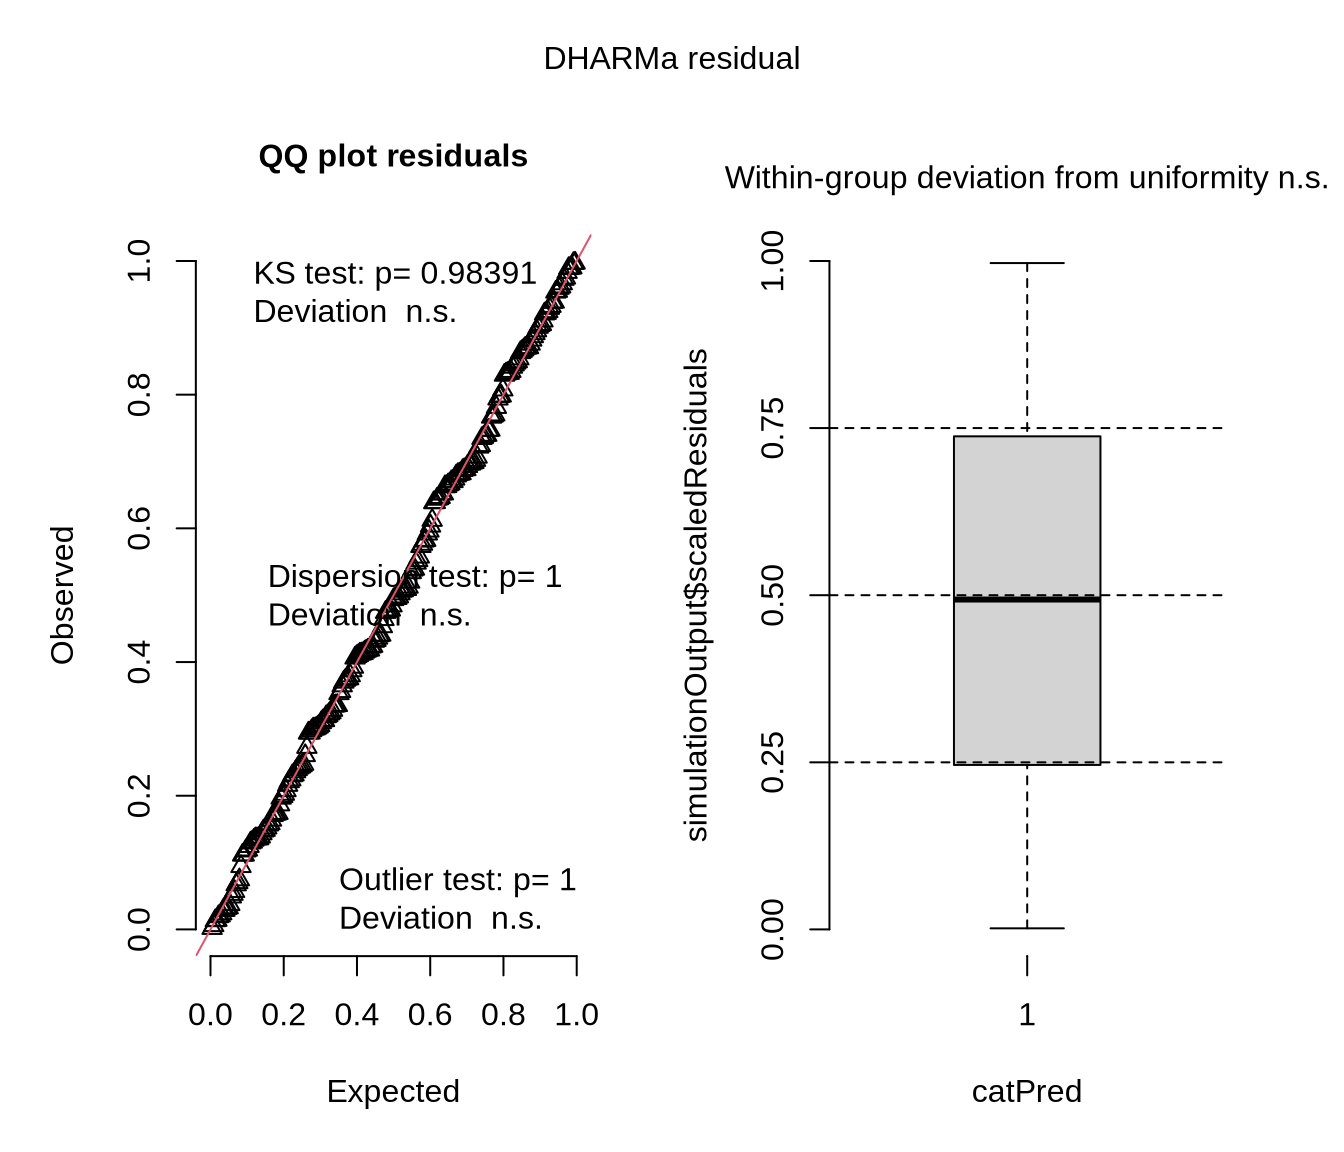 DHARMa residual
QQ plot residuals
KS test: p= 0.98391
Deviation  n.s.
Dispersion test: p= 1
Deviation  n.s.
Outlier test: p= 1
Deviation  n.s.
Observed
1.0
0.8
0.6
0.4
0.2
0.0
0.0 0.2 0.4 0.6 0.8 1.0
Expected
Within-group deviation from uniformity n.s.
simulationOutput$scaledResiduals
1.00
0.75
0.50
0.25
0.00
1
catPred